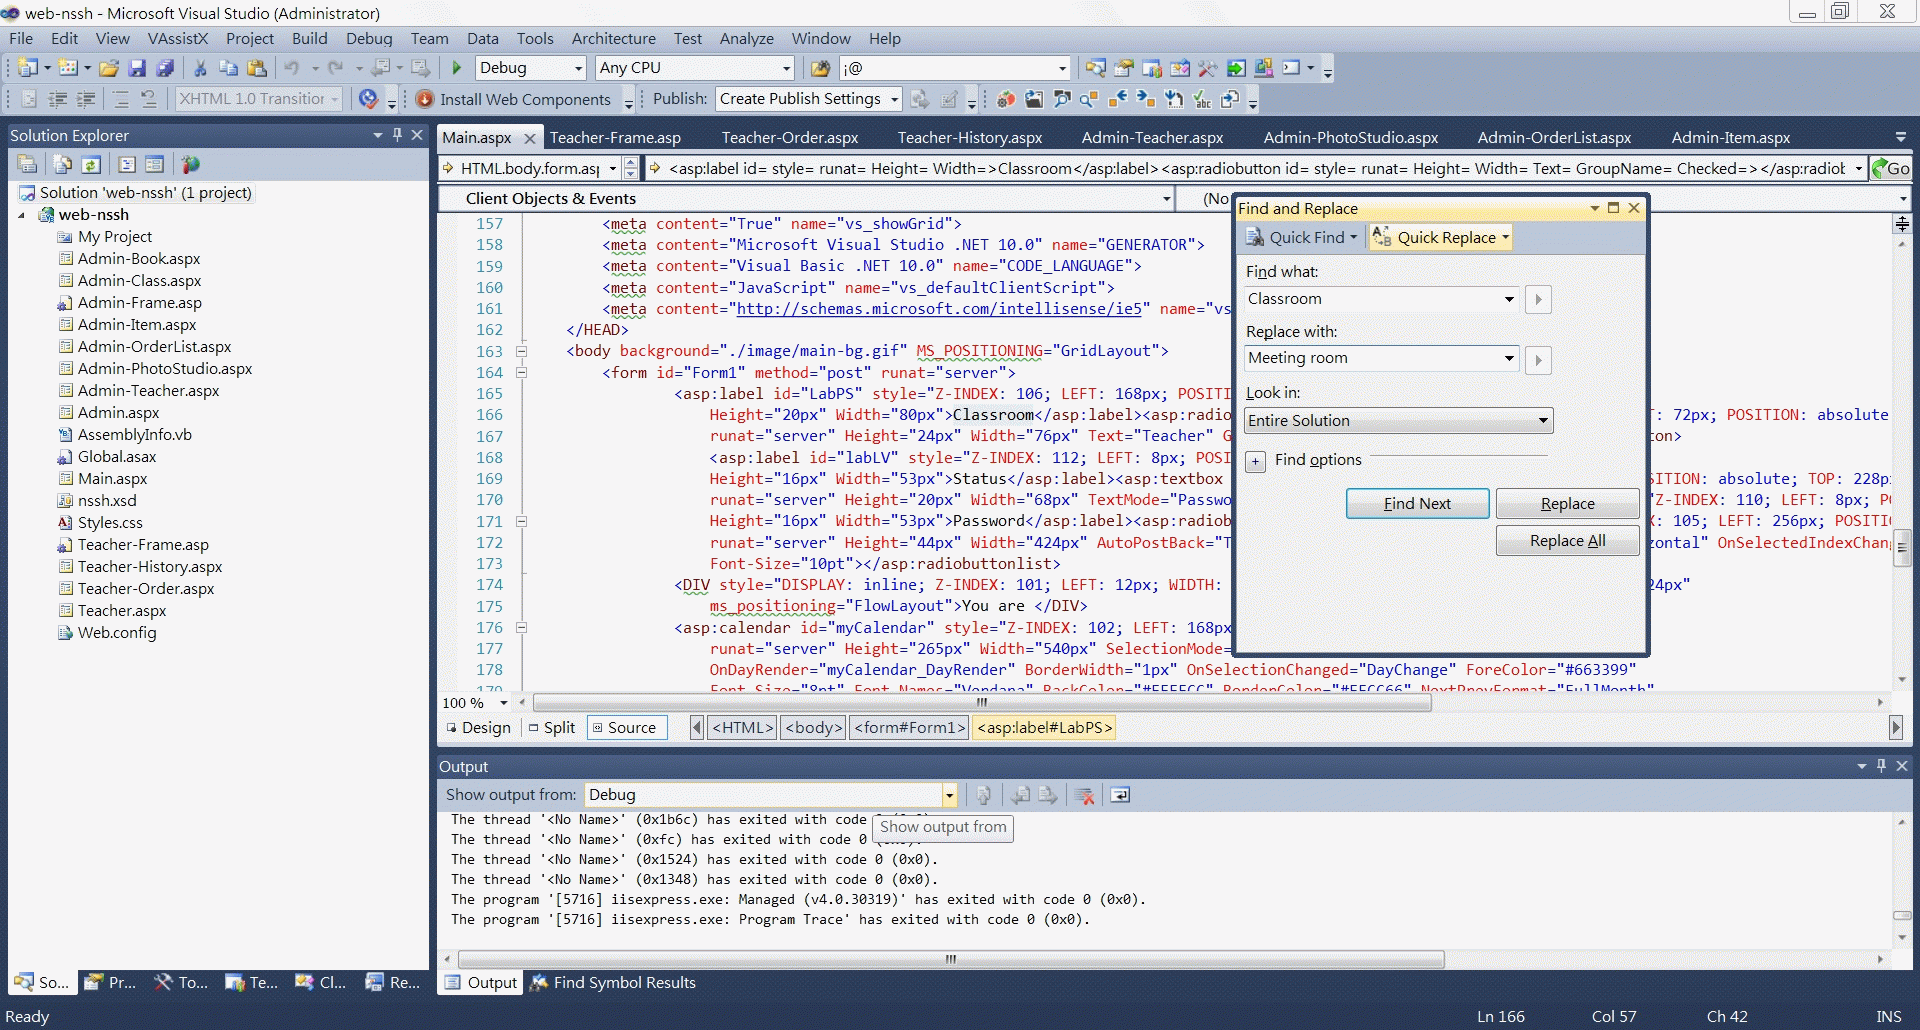 web-nssh - Microsoft Visual Studio (Administrator)
File Edit View VAssistX Project Build Debug Team Data Tools Architecture Test Analyze Window Help
Debug Any CPU ¡@
XHTML 1.0 Transition Install Web Components Publish: Create Publish Settings
Solution Explorer
Solution 'web-nssh' (1 project)
web-nssh
My Project
Admin-Book.aspx
Admin-Class.aspx
Admin-Frame.asp
Admin-Item.aspx
Admin-OrderList.aspx
Admin-PhotoStudio.aspx
Admin-Teacher.aspx
Admin.aspx
AssemblyInfo.vb
Global.asax
Main.aspx
nssh.xsd
Styles.css
Teacher-Frame.asp
Teacher-History.aspx
Teacher-Order.aspx
Teacher.aspx
Web.config
So... Pr... To... Te... Cl... Re...
Main.aspx Teacher-Frame.asp Teacher-Order.aspx Teacher-History.aspx Admin-Teacher.aspx Admin-PhotoStudio.aspx Admin-OrderList.aspx Admin-Item.aspx
HTML.body.form.asp <asp:label id= style= runat= Height= Width=>Classroom</asp:label><asp:radiobutton id= style= runat= Height= Width= Text= GroupName= Checked=></asp:radiob Go
Client Objects & Events (No
157 <meta content="True" name="vs_showGrid">
158 <meta content="Microsoft Visual Studio .NET 10.0" name="GENERATOR">
159 <meta content="Visual Basic .NET 10.0" name="CODE_LANGUAGE">
160 <meta content="JavaScript" name="vs_defaultClientScript">
161 <meta content="http://schemas.microsoft.com/intellisense/ie5" name="vs
162 </HEAD>
163 <body background="./image/main-bg.gif" MS_POSITIONING="GridLayout">
164 <form id="Form1" method="post" runat="server">
165 <asp:label id="LabPS" style="Z-INDEX: 106; LEFT: 168px; POSITI
166 Height="20px" Width="80px">Classroom</asp:label><asp:radio T: 72px; POSITION: absolute
167 runat="server" Height="24px" Width="76px" Text="Teacher" G ton>
168 <asp:label id="labLV" style="Z-INDEX: 112; LEFT: 8px; POSI
169 Height="16px" Width="53px">Status</asp:label><asp:textbox SITION: absolute; TOP: 228p
170 runat="server" Height="20px" Width="68px" TextMode="Passwo "Z-INDEX: 110; LEFT: 8px; P
171 Height="16px" Width="53px">Password</asp:label><asp:radiob X: 105; LEFT: 256px; POSITI
172 runat="server" Height="44px" Width="424px" AutoPostBack="T zontal" OnSelectedIndexChan
173 Font-Size="10pt"></asp:radiobuttonlist>
174 <DIV style="DISPLAY: inline; Z-INDEX: 101; LEFT: 12px; WIDTH: 24px"
175 ms_positioning="FlowLayout">You are </DIV>
176 <asp:calendar id="myCalendar" style="Z-INDEX: 102; LEFT: 168px
177 runat="server" Height="265px" Width="540px" SelectionMode=
178 OnDayRender="myCalendar_DayRender" BorderWidth="1px" OnSelectionChanged="DayChange" ForeColor="#663399"
179 Font-Size="8pt" Font-Names="Verdana" BackColor="#FFFFCC" BorderColor="#FFCC66" NextPrevFormat="FullMonth"
Find and Replace
Quick Find Quick Replace
Find what:
Classroom
Replace with:
Meeting room
Look in:
Entire Solution
Find options
Find Next Replace
Replace All
100 %
Design Split Source <HTML> <body> <form#Form1> <asp:label#LabPS>
Output
Show output from: Debug
Show output from
The thread '<No Name>' (0x1b6c) has exited with code
The thread '<No Name>' (0xfc) has exited with code 0
The thread '<No Name>' (0x1524) has exited with code 0 (0x0).
The thread '<No Name>' (0x1348) has exited with code 0 (0x0).
The program '[5716] iisexpress.exe: Managed (v4.0.30319)' has exited with code 0 (0x0).
The program '[5716] iisexpress.exe: Program Trace' has exited with code 0 (0x0).
Output Find Symbol Results
Ready Ln 166 Col 57 Ch 42 INS